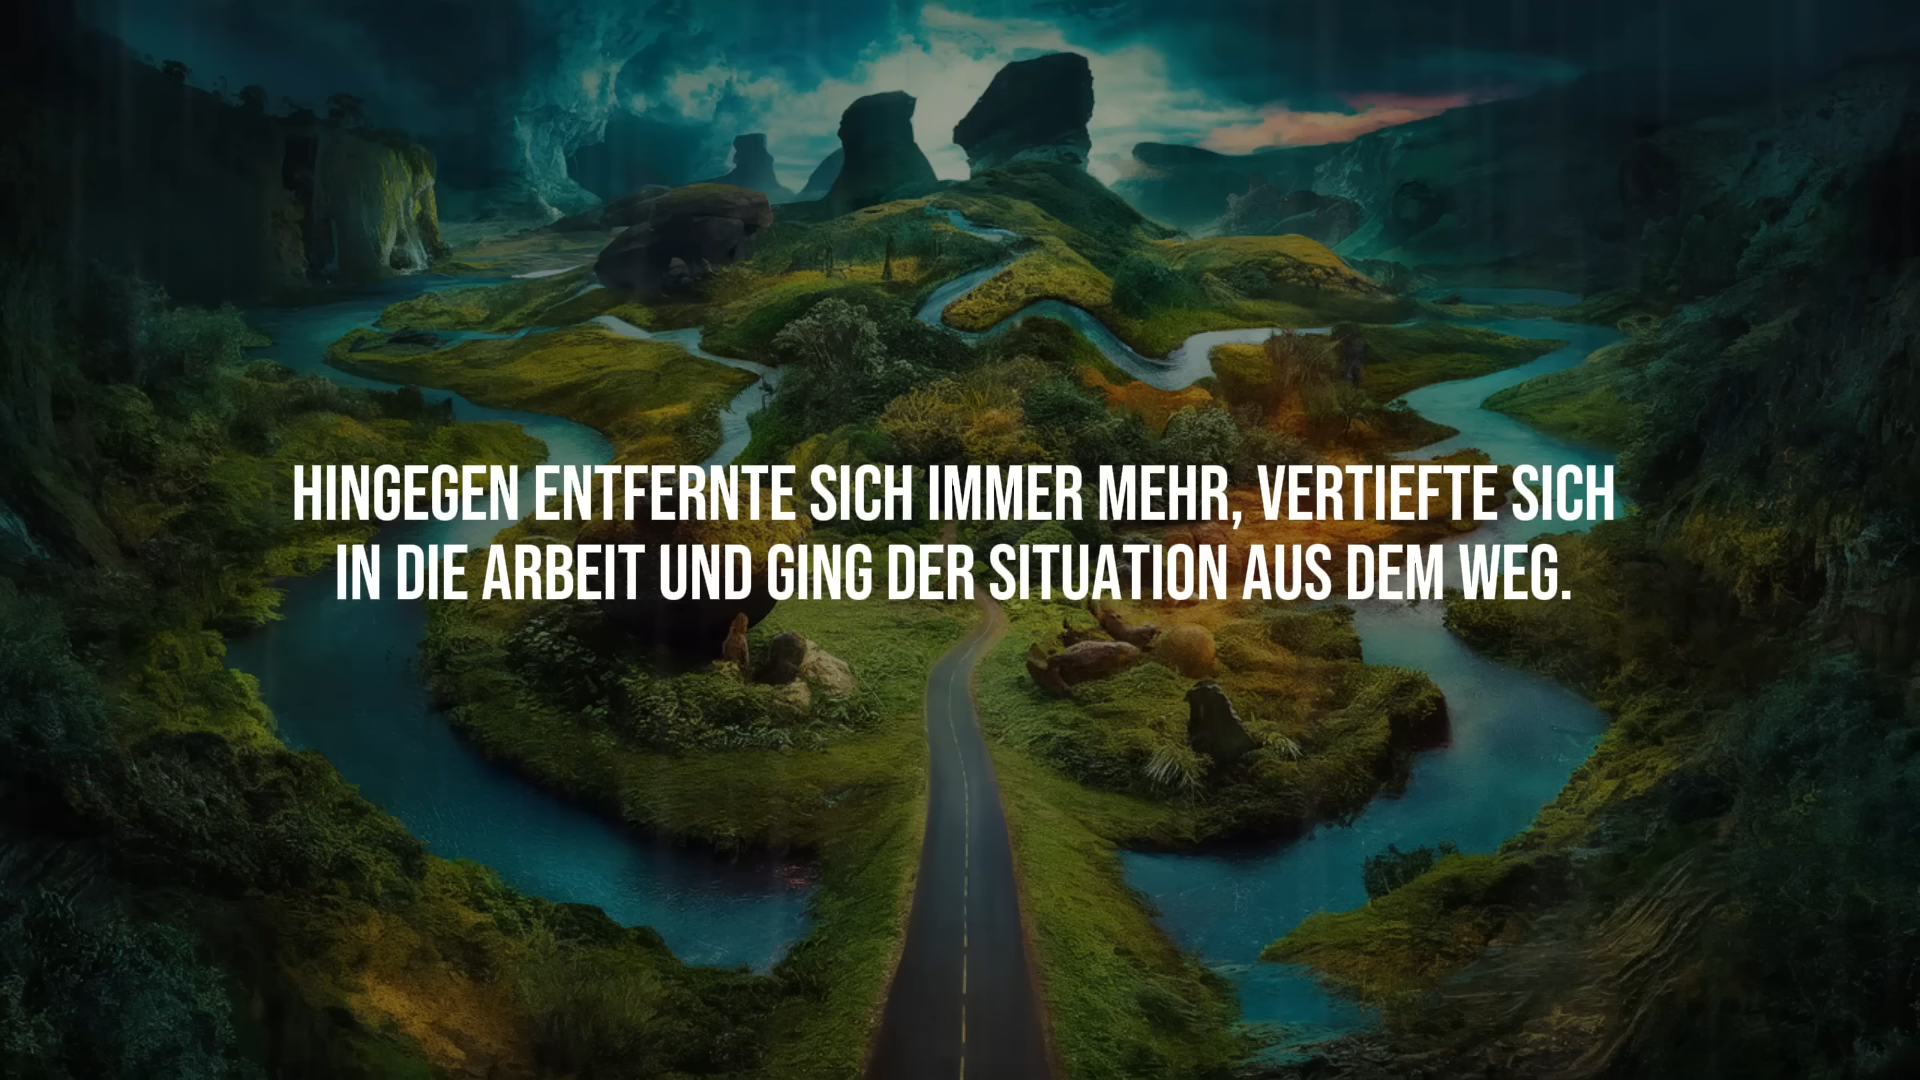 HINGEGEN ENTFERNTE SICH IMMER MEHR, VERTIEFTE SICH
IN DIE ARBEIT UND GING DER SITUATION AUS DEM WEG.